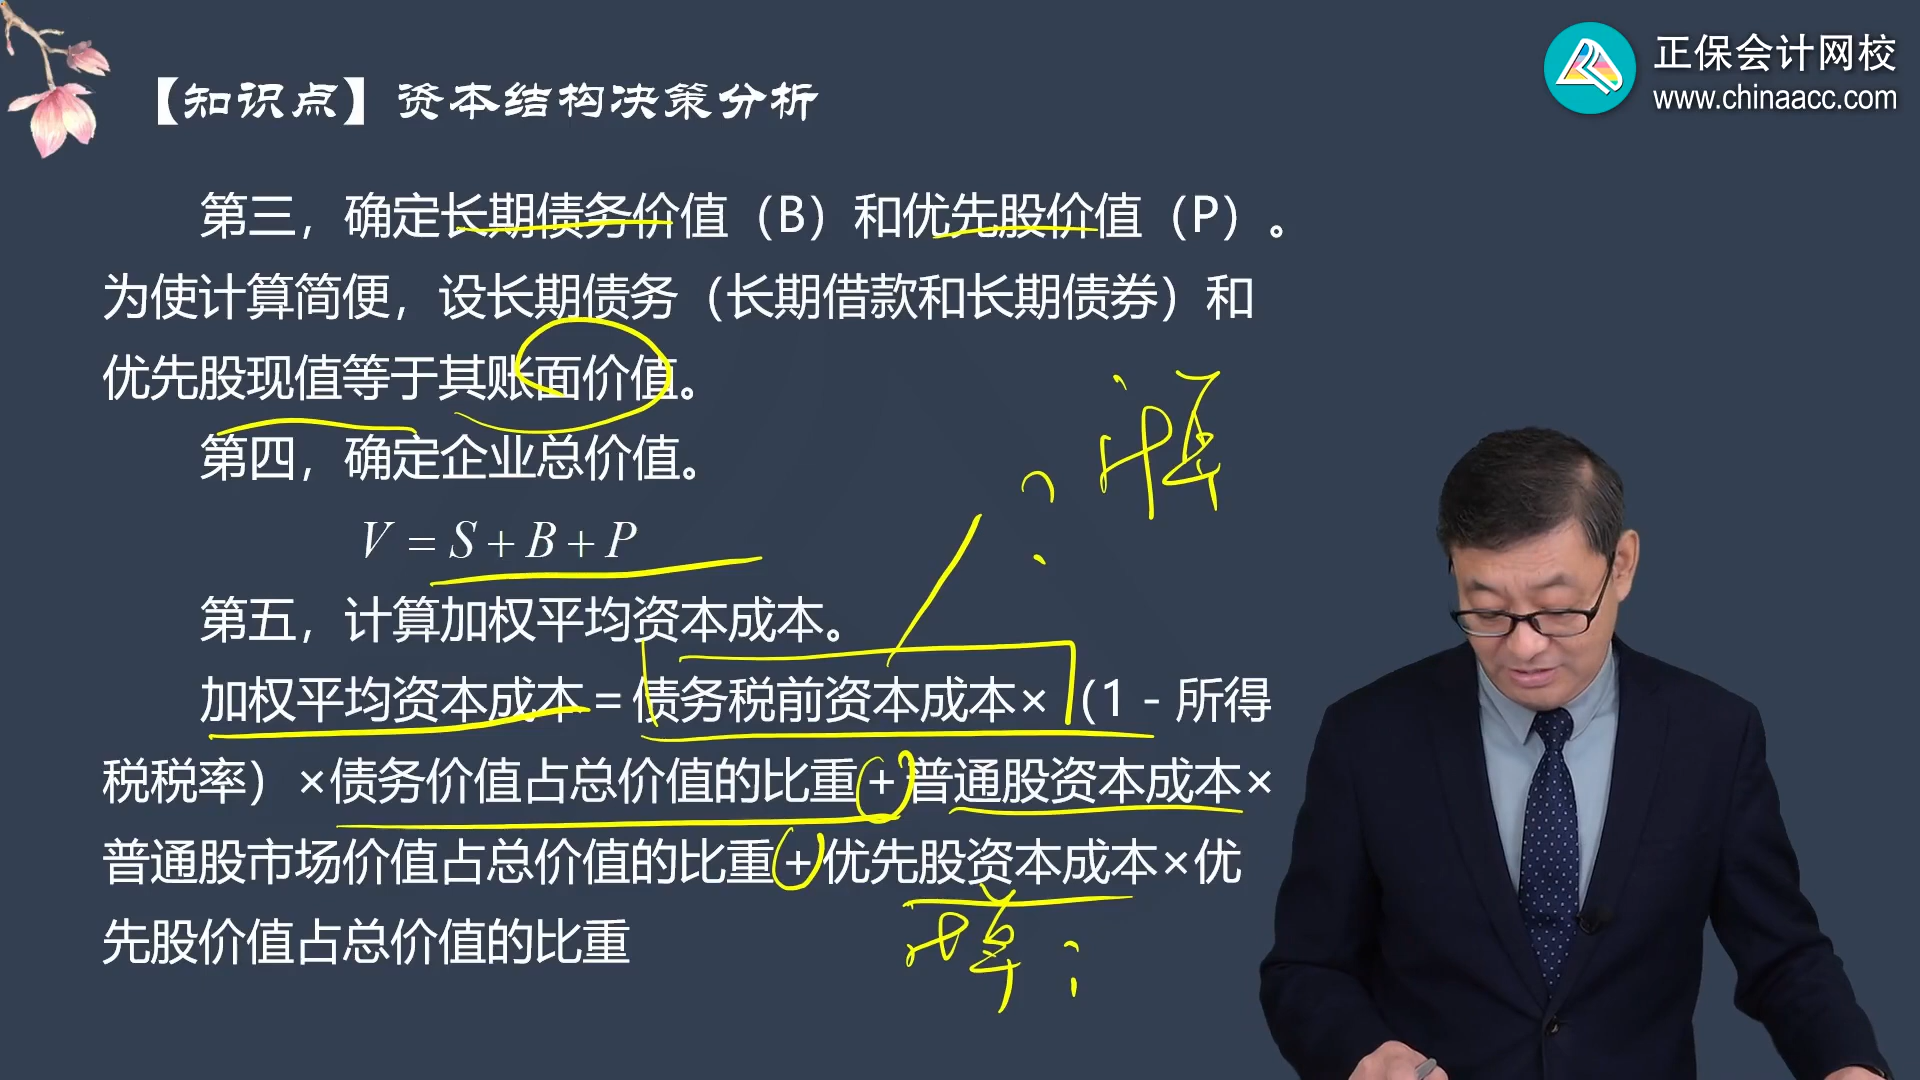 正保会计网校
www.chinaacc.com
【知识点】资本结构决策分析
第三，确定长期债务价值（B）和优先股价值（P）。
为使计算简便，设长期债务（长期借款和长期债券）和
优先股现值等于其账面价值。
第四，确定企业总价值。
V = S + B + P
第五，计算加权平均资本成本。
加权平均资本成本＝债务税前资本成本×（1－所得
税税率）×债务价值占总价值的比重＋普通股资本成本×
普通股市场价值占总价值的比重＋优先股资本成本×优
先股价值占总价值的比重